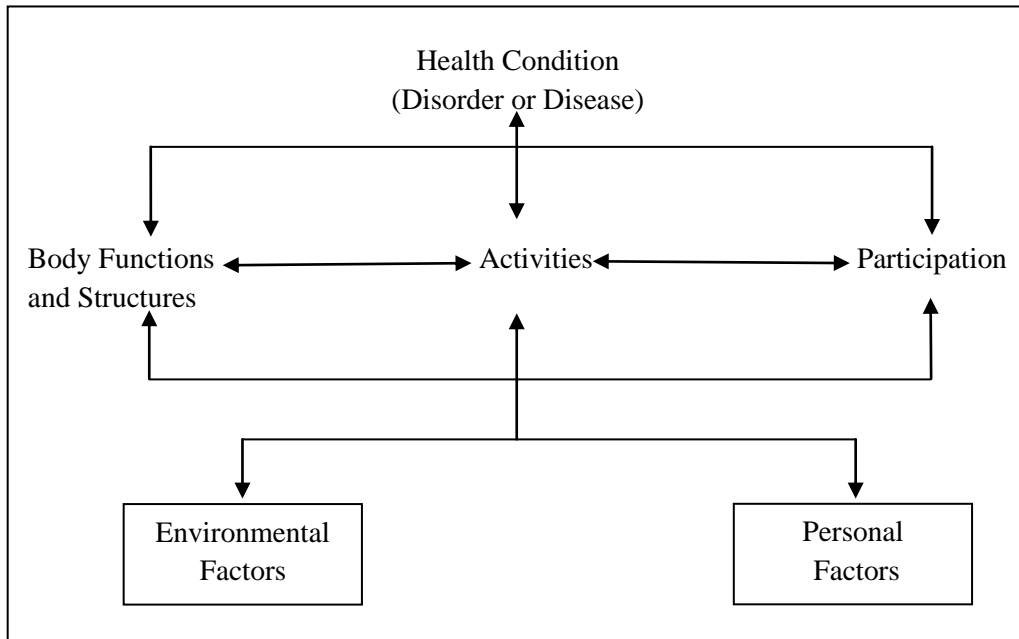 Health Condition
(Disorder or Disease)
Body Functions
and Structures
Activities
Participation
Environmental
Factors
Personal
Factors